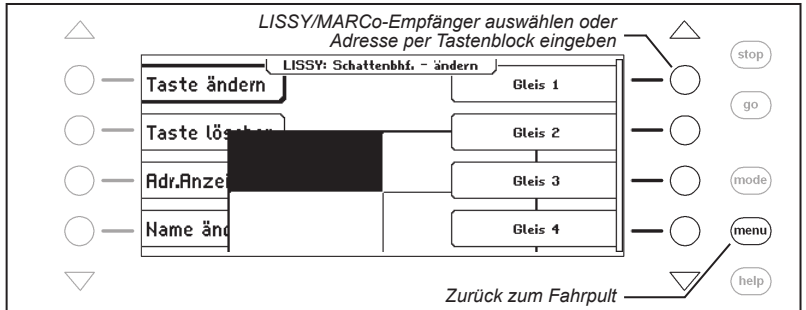 LISSY/MARCo-Empfänger auswählen oder
Adresse per Tastenblock eingeben
stop
LISSY: Schattenbhf. - ändern
Taste ändern
Gleis 1
go
Gleis 2
Gleis 3
mode
Gleis 4
menu
help
Zurück zum Fahrpult